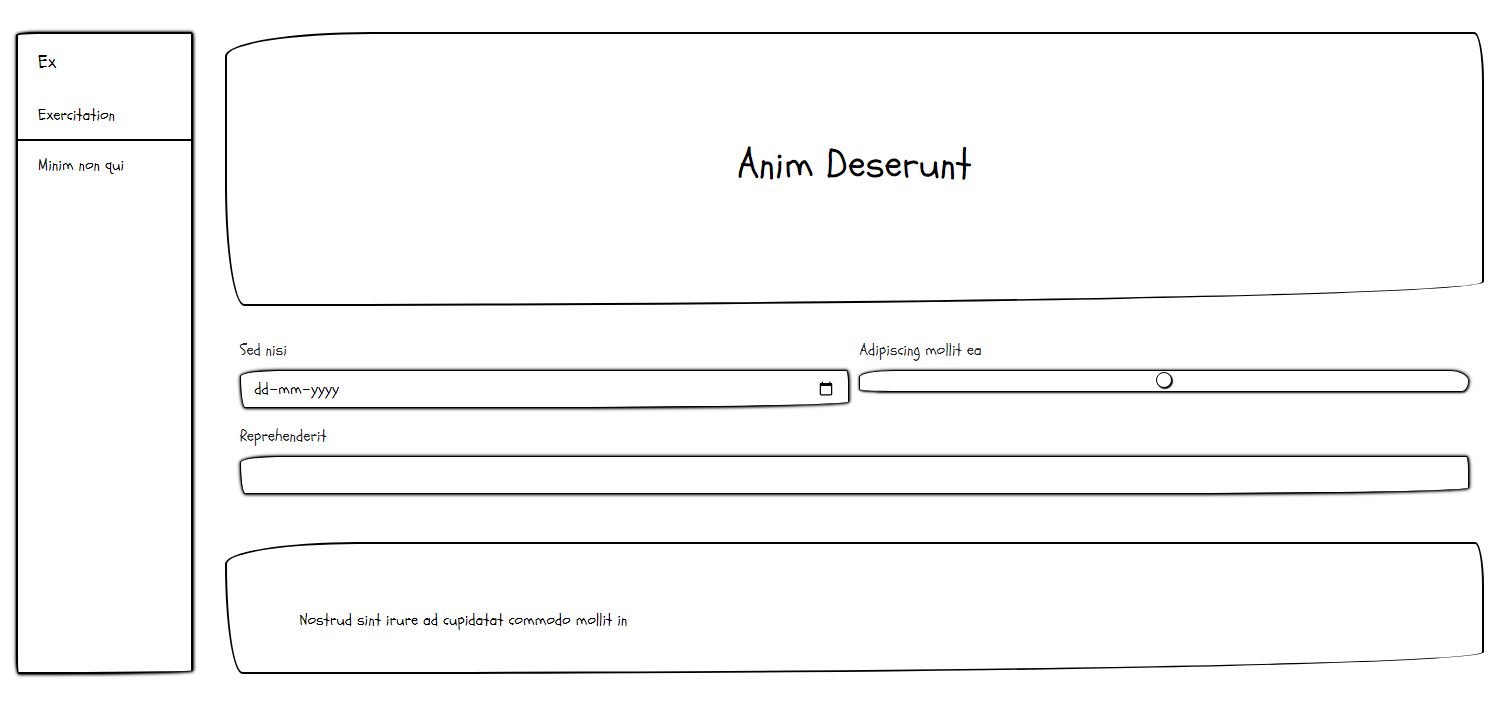 Ex
Exercitation
Minim non qui
Anim Deserunt
Sed nisi
Adipiscing mollit ea
dd-mm-yyyy
Reprehenderit
Nostrud sint irure ad cupidatat commodo mollit in